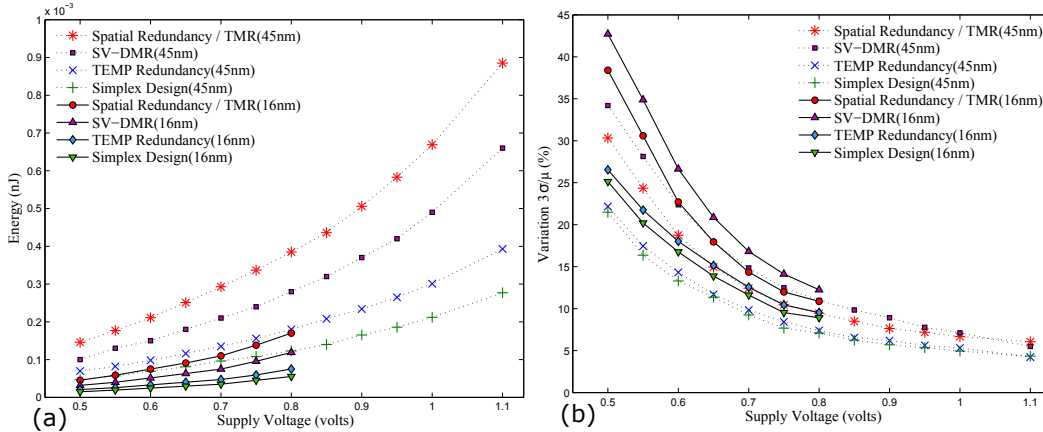 x 10⁻³
1
0.9
0.8
0.7
0.6
0.5
0.4
0.3
0.2
0.1
0
Energy (nJ)
Spatial Redundancy / TMR(45nm)
SV−DMR(45nm)
TEMP Redundancy(45nm)
Simplex Design(45nm)
Spatial Redundancy / TMR(16nm)
SV−DMR(16nm)
TEMP Redundancy(16nm)
Simplex Design(16nm)
0.5 0.6 0.7 0.8 0.9 1 1.1
Supply Voltage (volts)
(a)
45
40
35
30
25
20
15
10
5
0
Variation 3σ/μ (%)
Spatial Redundancy / TMR(45nm)
SV−DMR(45nm)
TEMP Redundancy(45nm)
Simplex Design(45nm)
Spatial Redundancy / TMR(16nm)
SV−DMR(16nm)
TEMP Redundancy(16nm)
Simplex Design(16nm)
0.5 0.6 0.7 0.8 0.9 1 1.1
Supply Voltage (volts)
(b)